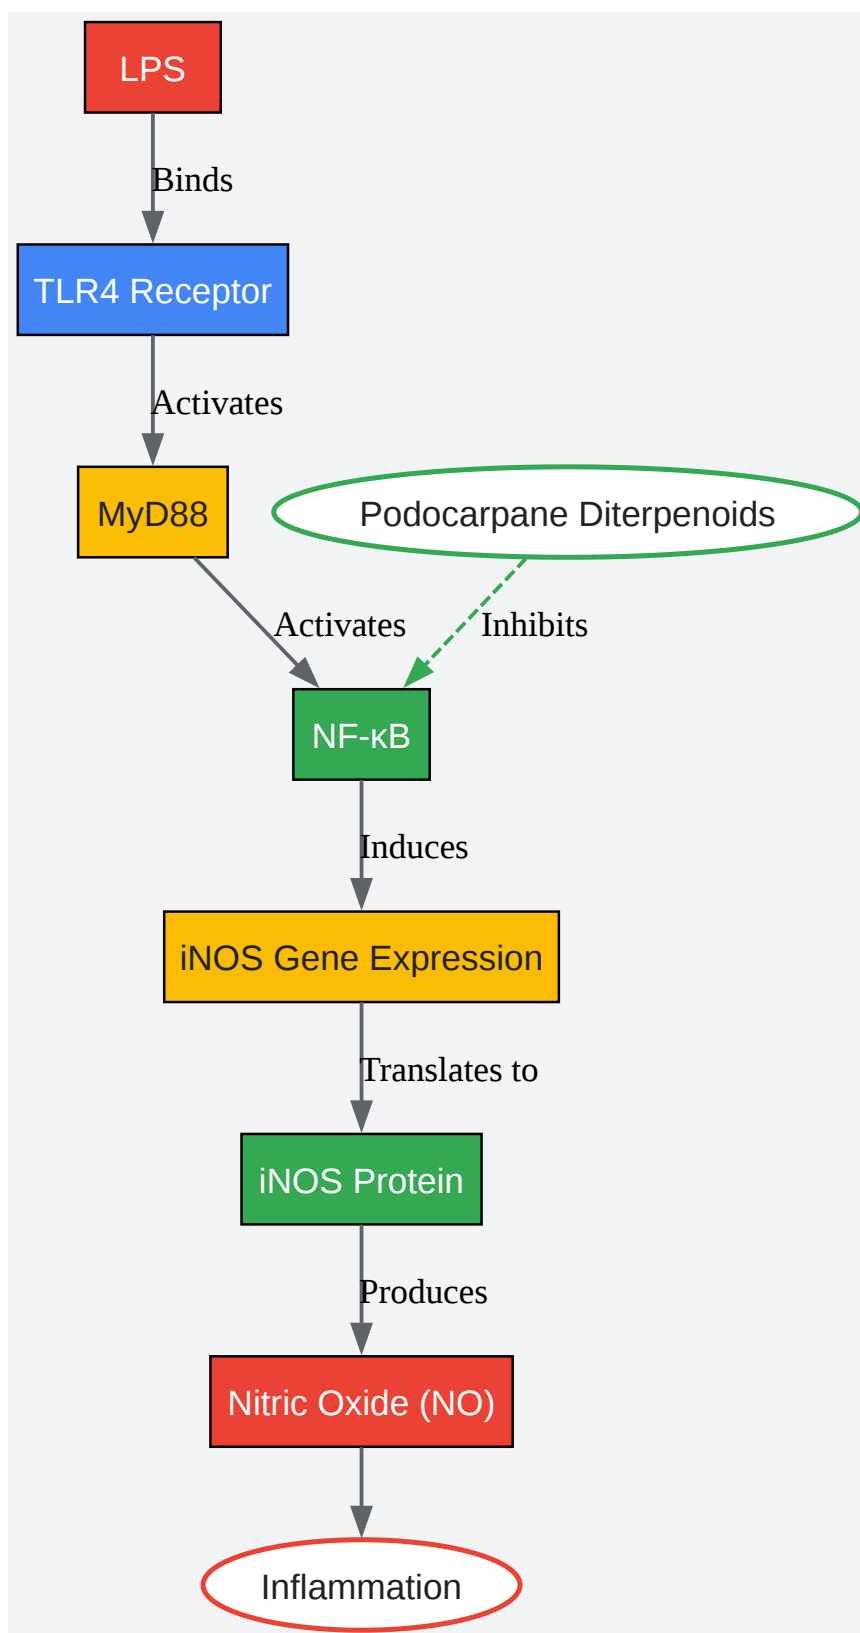 LPS
Binds
TLR4 Receptor
Activates
MyD88
Podocarpane Diterpenoids
Activates
Inhibits
NF-κB
Induces
iNOS Gene Expression
Translates to
iNOS Protein
Produces
Nitric Oxide (NO)
Inflammation